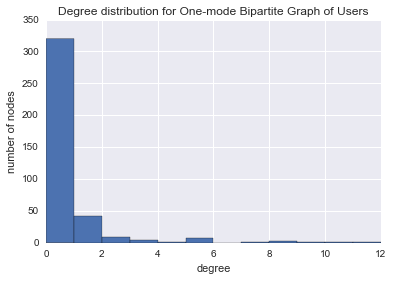 Degree distribution for One-mode Bipartite Graph of Users
350
300
250
200
150
100
50
0
number of nodes
0 2 4 6 8 10 12
degree